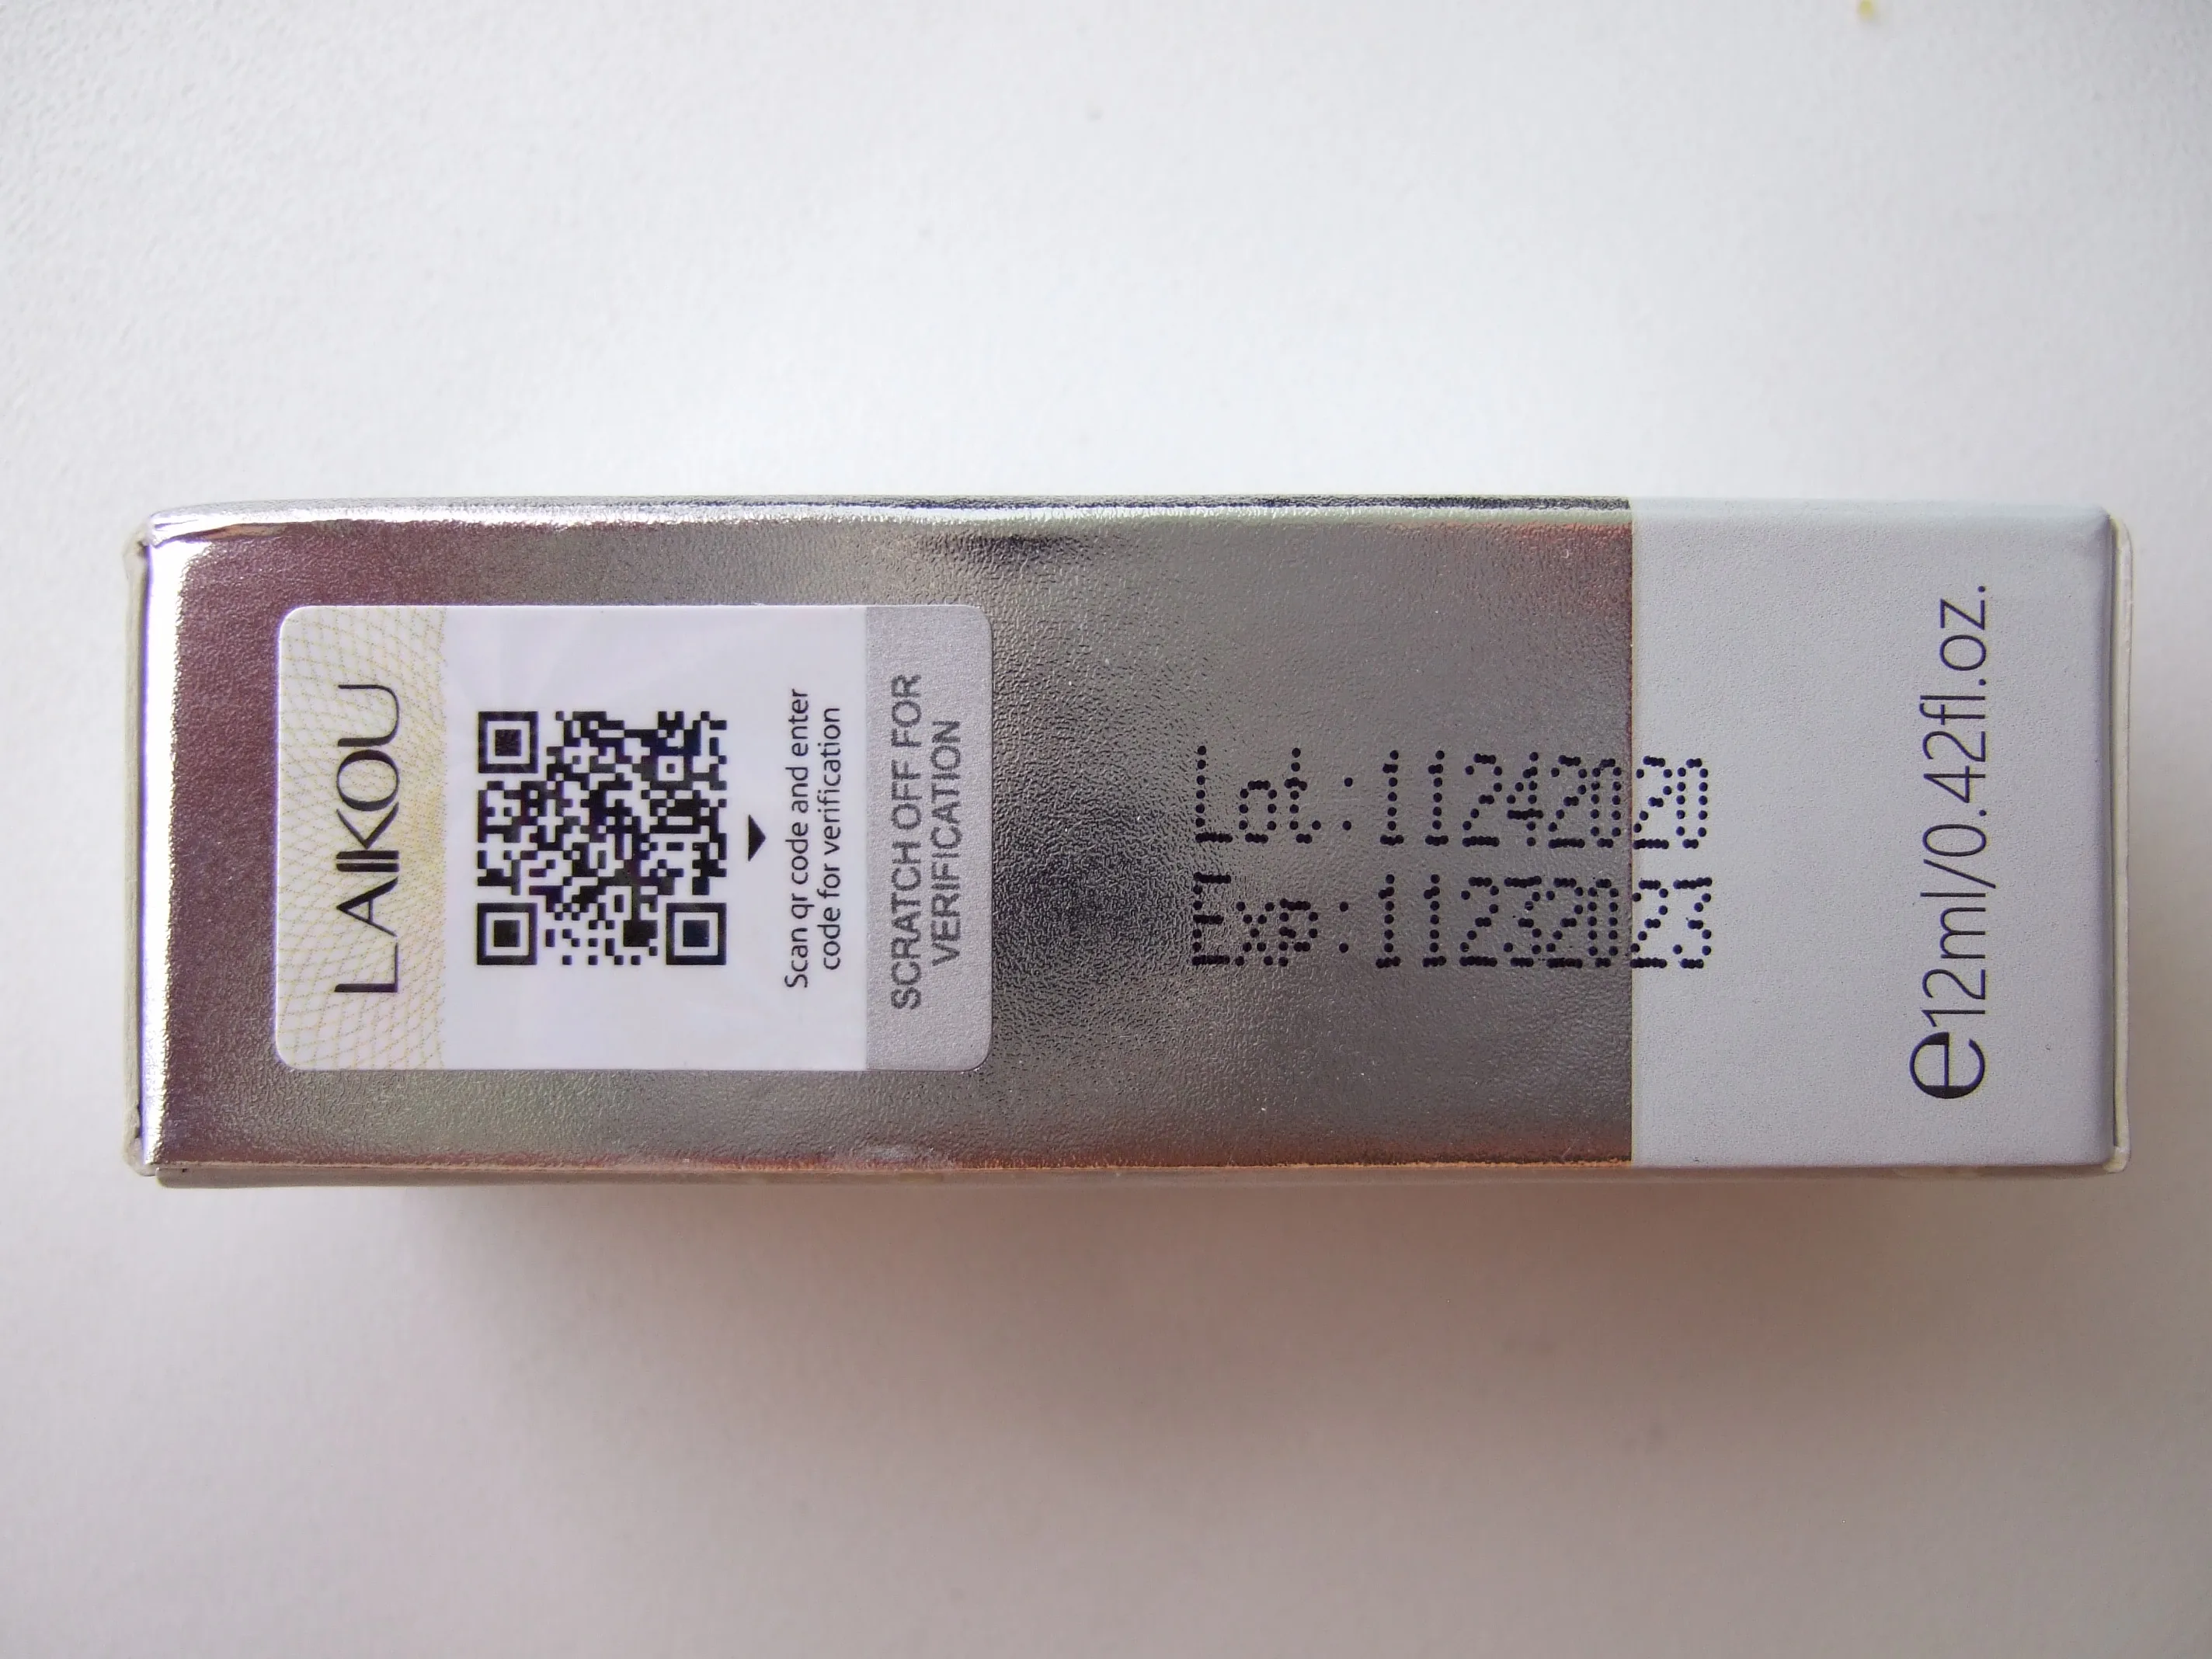 LAIKOU
Scan qr code and enter
code for verification
SCRATCH OFF FOR
VERIFICATION
Lot:11242020
Exp:11232023
e12ml/0.42fl.oz.